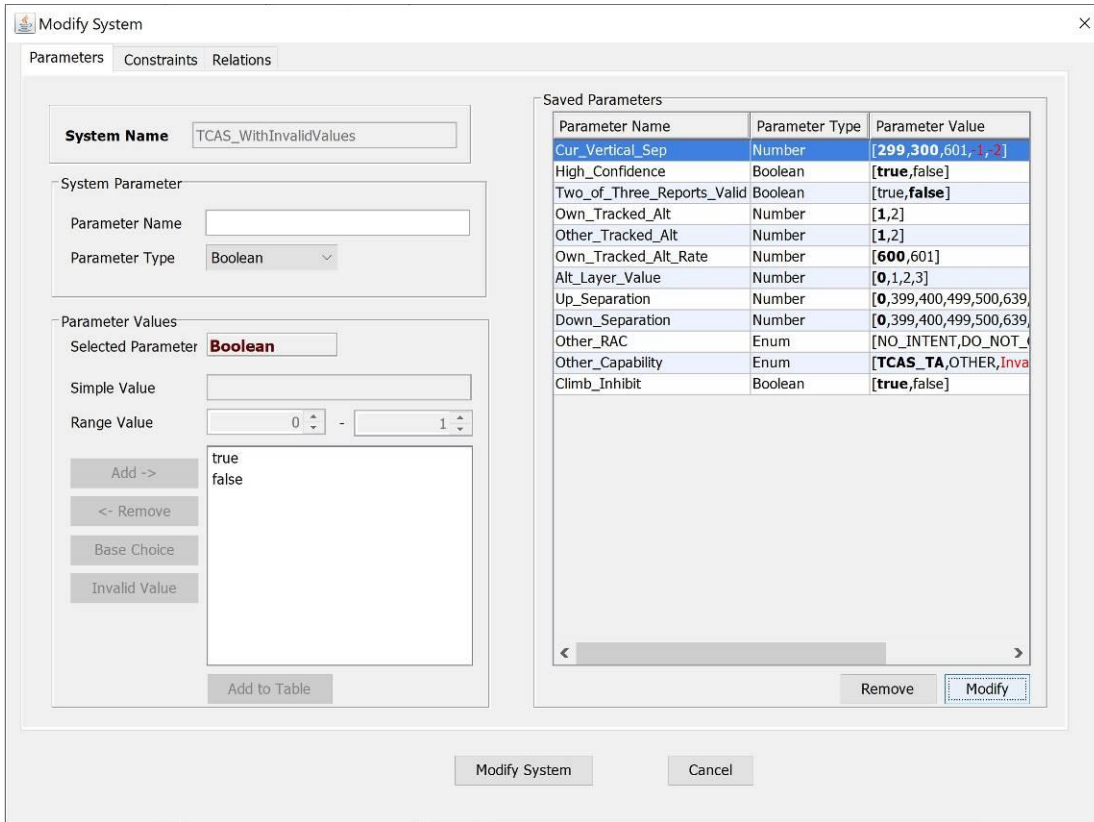 Modify System
Parameters Constraints Relations
System Name TCAS_WithInvalidValues
System Parameter
Parameter Name
Parameter Type Boolean
Parameter Values
Selected Parameter Boolean
Simple Value
Range Value 0 - 1
Add ->
<- Remove
Base Choice
Invalid Value
true
false
Add to Table
Saved Parameters
Parameter Name Parameter Type Parameter Value
Cur_Vertical_Sep Number [299,300,601,-1,-2]
High_Confidence Boolean [true,false]
Two_of_Three_Reports_Valid Boolean [true,false]
Own_Tracked_Alt Number [1,2]
Other_Tracked_Alt Number [1,2]
Own_Tracked_Alt_Rate Number [600,601]
Alt_Layer_Value Number [0,1,2,3]
Up_Separation Number [0,399,400,499,500,639,
Down_Separation Number [0,399,400,499,500,639,
Other_RAC Enum [NO_INTENT,DO_NOT_
Other_Capability Enum [TCAS_TA,OTHER,Inva
Climb_Inhibit Boolean [true,false]
Remove Modify
Modify System Cancel